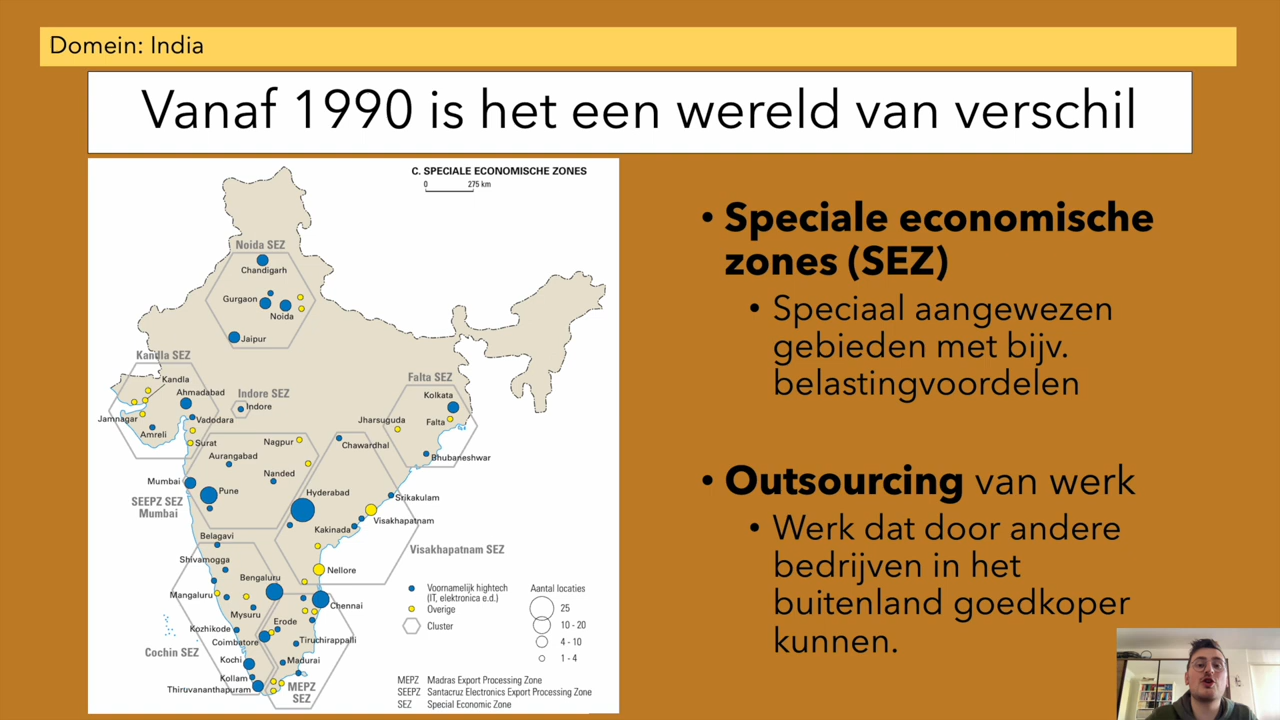 Domein: India
Vanaf 1990 is het een wereld van verschil
C. SPECIALE ECONOMISCHE ZONES
0 275 km
Noida SEZ
Chandigarh
Gurgaon
Noida
Jaipur
Kandla SEZ
Kandla
Ahmadabad
Jamnagar
Vadodara
Amreli
Surat
Indore SEZ
Indore
Falta SEZ
Kolkata
Jharsuguda
Falta
Bhubaneshwar
Nagpur
Chawardhal
Aurangabad
Nanded
Mumbai
Pune
SEEPZ SEZ
Mumbai
Hyderabad
Srikakulam
Kakinada
Visakhapatnam
Visakhapatnam SEZ
Belagavi
Nellore
Shivamogga
Bengaluru
Mangaluru
Chennai
Mysuru
Erode
Kozhikode
Coimbatore
Tiruchirappalli
Cochin SEZ
Kochi
Madurai
Kollam
Thiruvananthapuram
MEPZ
SEZ
Voornamelijk hightech
(IT, elektronica e.d.)
Overige
Cluster
Aantal locaties
25
10 - 20
4 - 10
1 - 4
MEPZ Madras Export Processing Zone
SEEPZ Santacruz Electronics Export Processing Zone
SEZ Special Economic Zone
• Speciale economische
zones (SEZ)
• Speciaal aangewezen
gebieden met bijv.
belastingvoordelen
• Outsourcing van werk
• Werk dat door andere
bedrijven in het
buitenland goedkoper
kunnen.